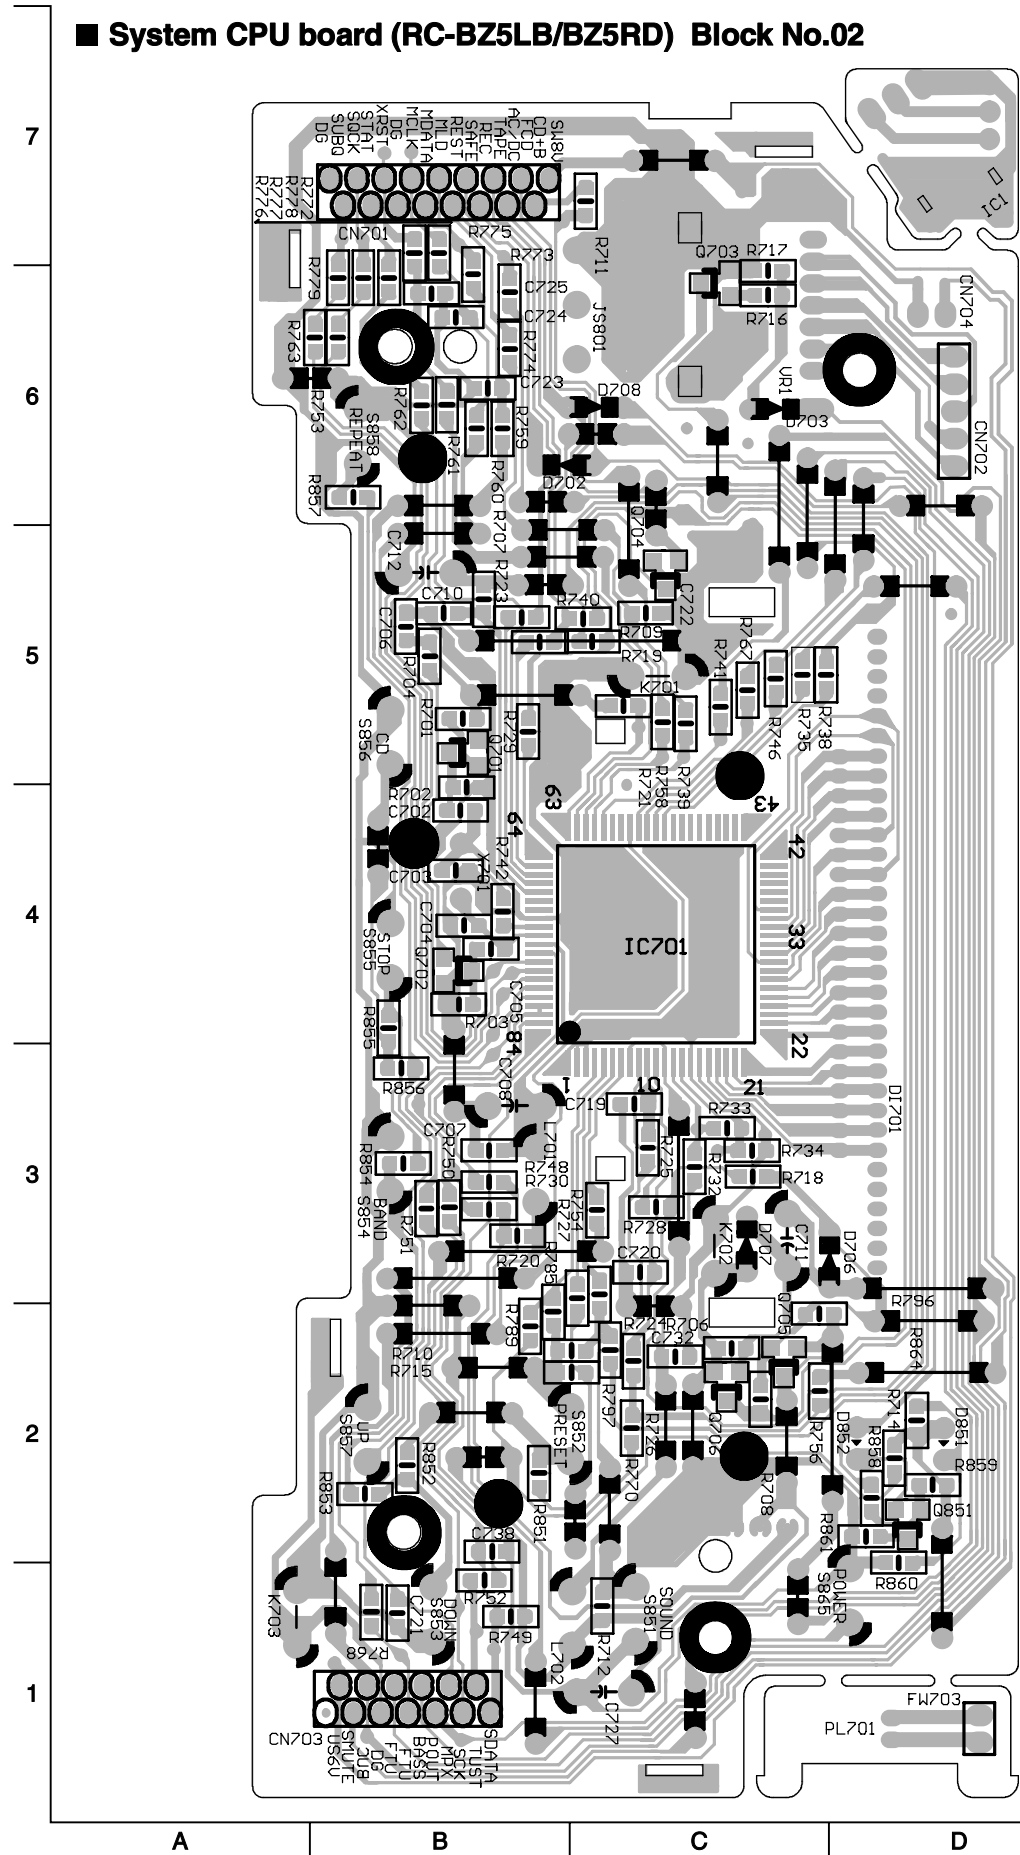 ■ System CPU board (RC-BZ5LB/BZ5RD) Block No.02
7
6
5
4
3
2
1
A
B
C
D
DG
SUBQ
SQCK
STAT
XRST
DG
MCLK
MDATA
MLD
REST
SAFE
REC
TAPE
AC/DC
FCD
CD+B
SW8V
R776
R777
R778
R772
CN701
R775
R773
R711
Q703
R717
IC1
R779
C725
JS801
R716
CN704
C724
R763
R774
C723
R753
D708
VR1
D703
R762
S858
REPEAT
R759
R761
CN702
R857
R760
D702
R707
Q704
C712
R723
C710
R740
C722
C706
R709
R719
R767
R741
R704
K701
R701
S856
CD
Q701
R729
R746
R735
R738
R721
R758
R739
R702
C702
63
64
43
42
C703
X701
R742
C704
S855
STOP
Q702
IC701
33
C705
R703
R855
84
22
R856
C708
1
10
21
C719
DI701
R733
C707
L701
R725
R734
R854
R750
R748
R730
R732
R718
S854
BAND
R751
R754
R727
R728
K702
D707
C711
D706
R720
R785
C720
R796
R724
R706
Q705
R789
C732
R864
R710
R715
R797
S857
UP
PRESET
S852
R726
Q706
R756
D852
R714
D851
R852
R770
R858
R859
R853
R708
R851
Q851
C738
R861
R860
K703
C721
R768
R752
S853
DOWN
R749
SOUND
S851
S865
POWER
L702
R712
C727
FW703
PL701
CN703
US6V
SMUTE
JUB
DG
FTU
FTU
BASS
POUT
MPX
SCK
TUST
SDATA